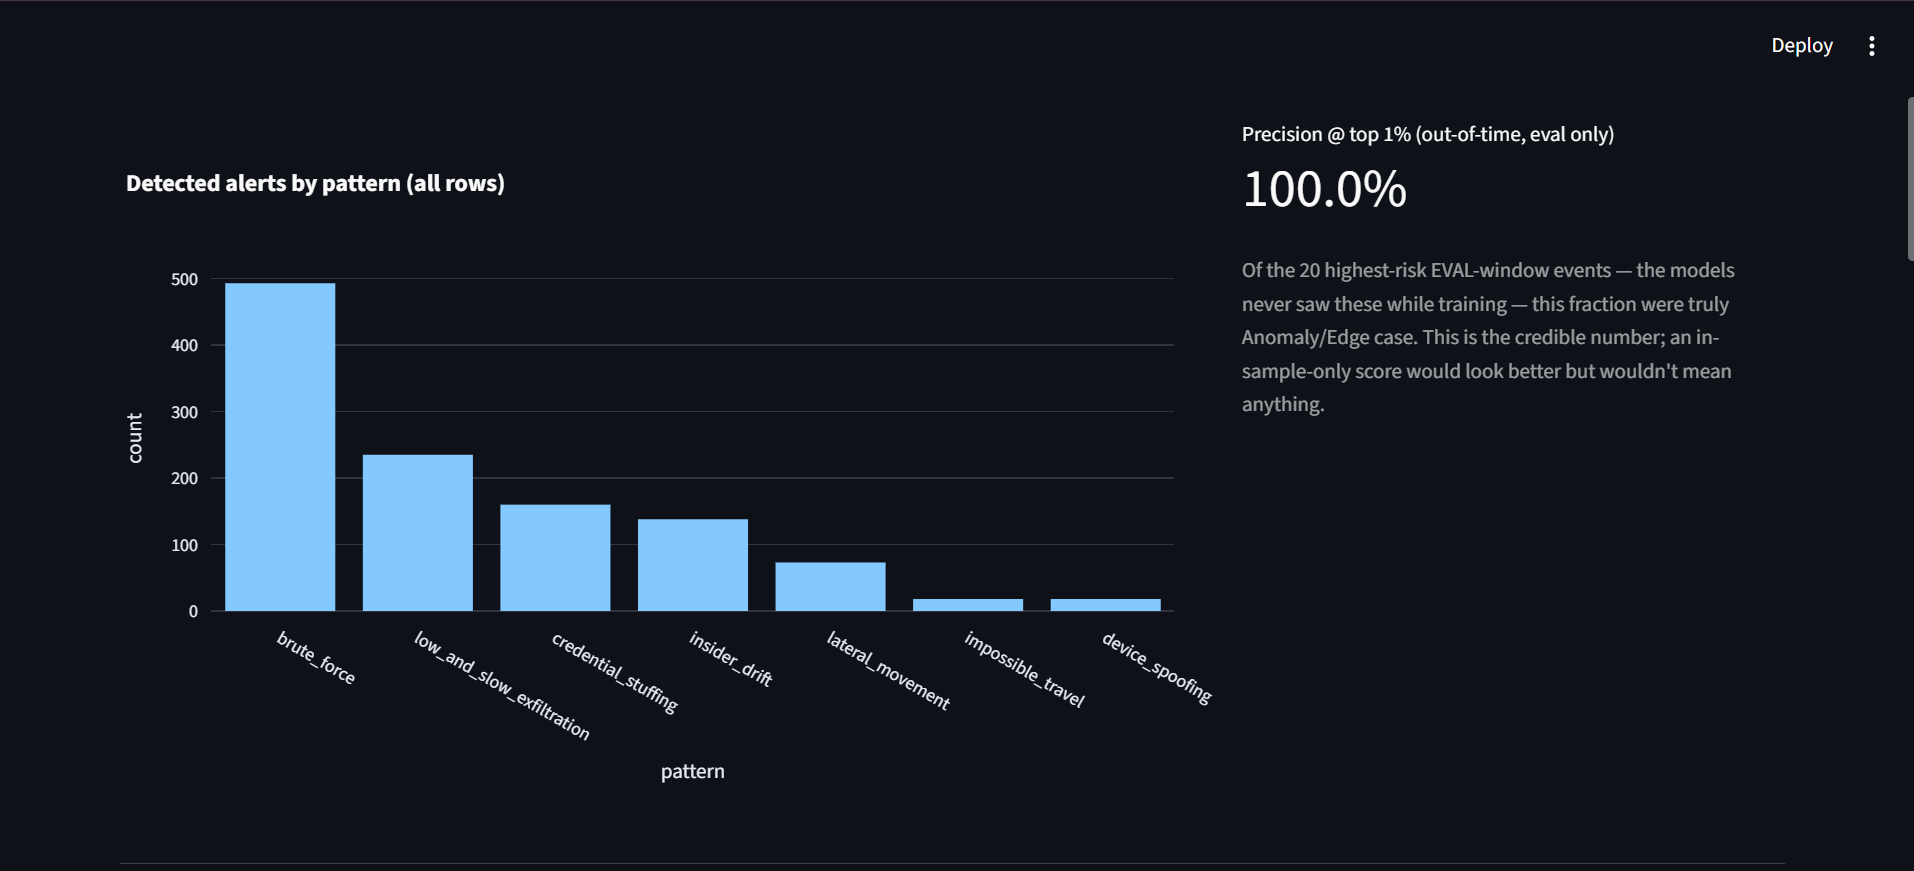 Deploy
Precision @ top 1% (out-of-time, eval only)
100.0%
Of the 20 highest-risk EVAL-window events — the models
never saw these while training — this fraction were truly
Anomaly/Edge case. This is the credible number; an in-
sample-only score would look better but wouldn't mean
anything.
Detected alerts by pattern (all rows)
count
500
400
300
200
100
0
brute_force
low_and_slow_exfiltration
credential_stuffing
insider_drift
lateral_movement
impossible_travel
device_spoofing
pattern